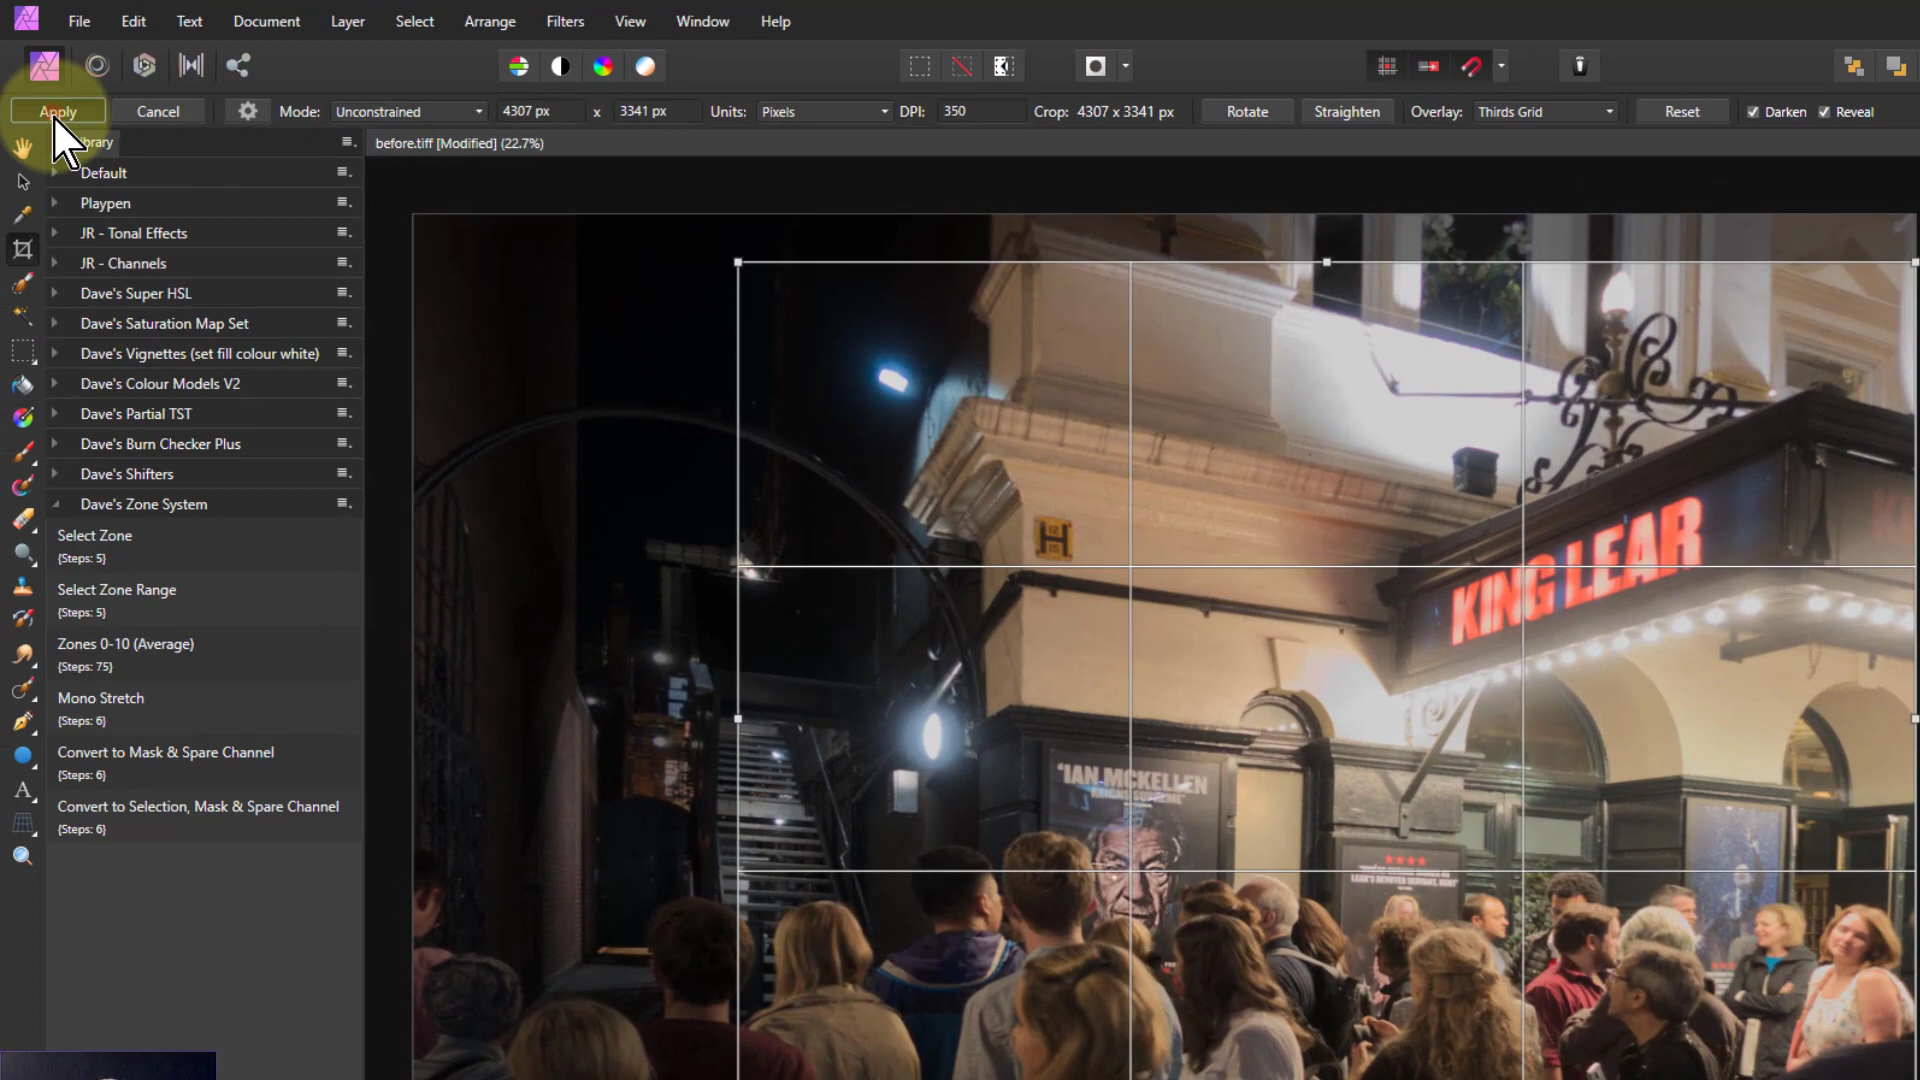 File Edit Text Document Layer Select Arrange Filters View Window Help
Apply Cancel Mode: Unconstrained 4307 px x 3341 px Units: Pixels DPI: 350 Crop: 4307 x 3341 px Rotate Straighten Overlay: Thirds Grid Reset Darken Reveal
before.tiff [Modified] (22.7%)
Default
Playpen
JR - Tonal Effects
JR - Channels
Dave's Super HSL
Dave's Saturation Map Set
Dave's Vignettes (set fill colour white)
Dave's Colour Models V2
Dave's Partial TST
Dave's Burn Checker Plus
Dave's Shifters
Dave's Zone System
Select Zone
{Steps: 5}
Select Zone Range
{Steps: 5}
Zones 0-10 (Average)
{Steps: 75}
Mono Stretch
{Steps: 6}
Convert to Mask & Spare Channel
{Steps: 6}
Convert to Selection, Mask & Spare Channel
{Steps: 6}
H
KING LEAR
'IAN MCKELLEN